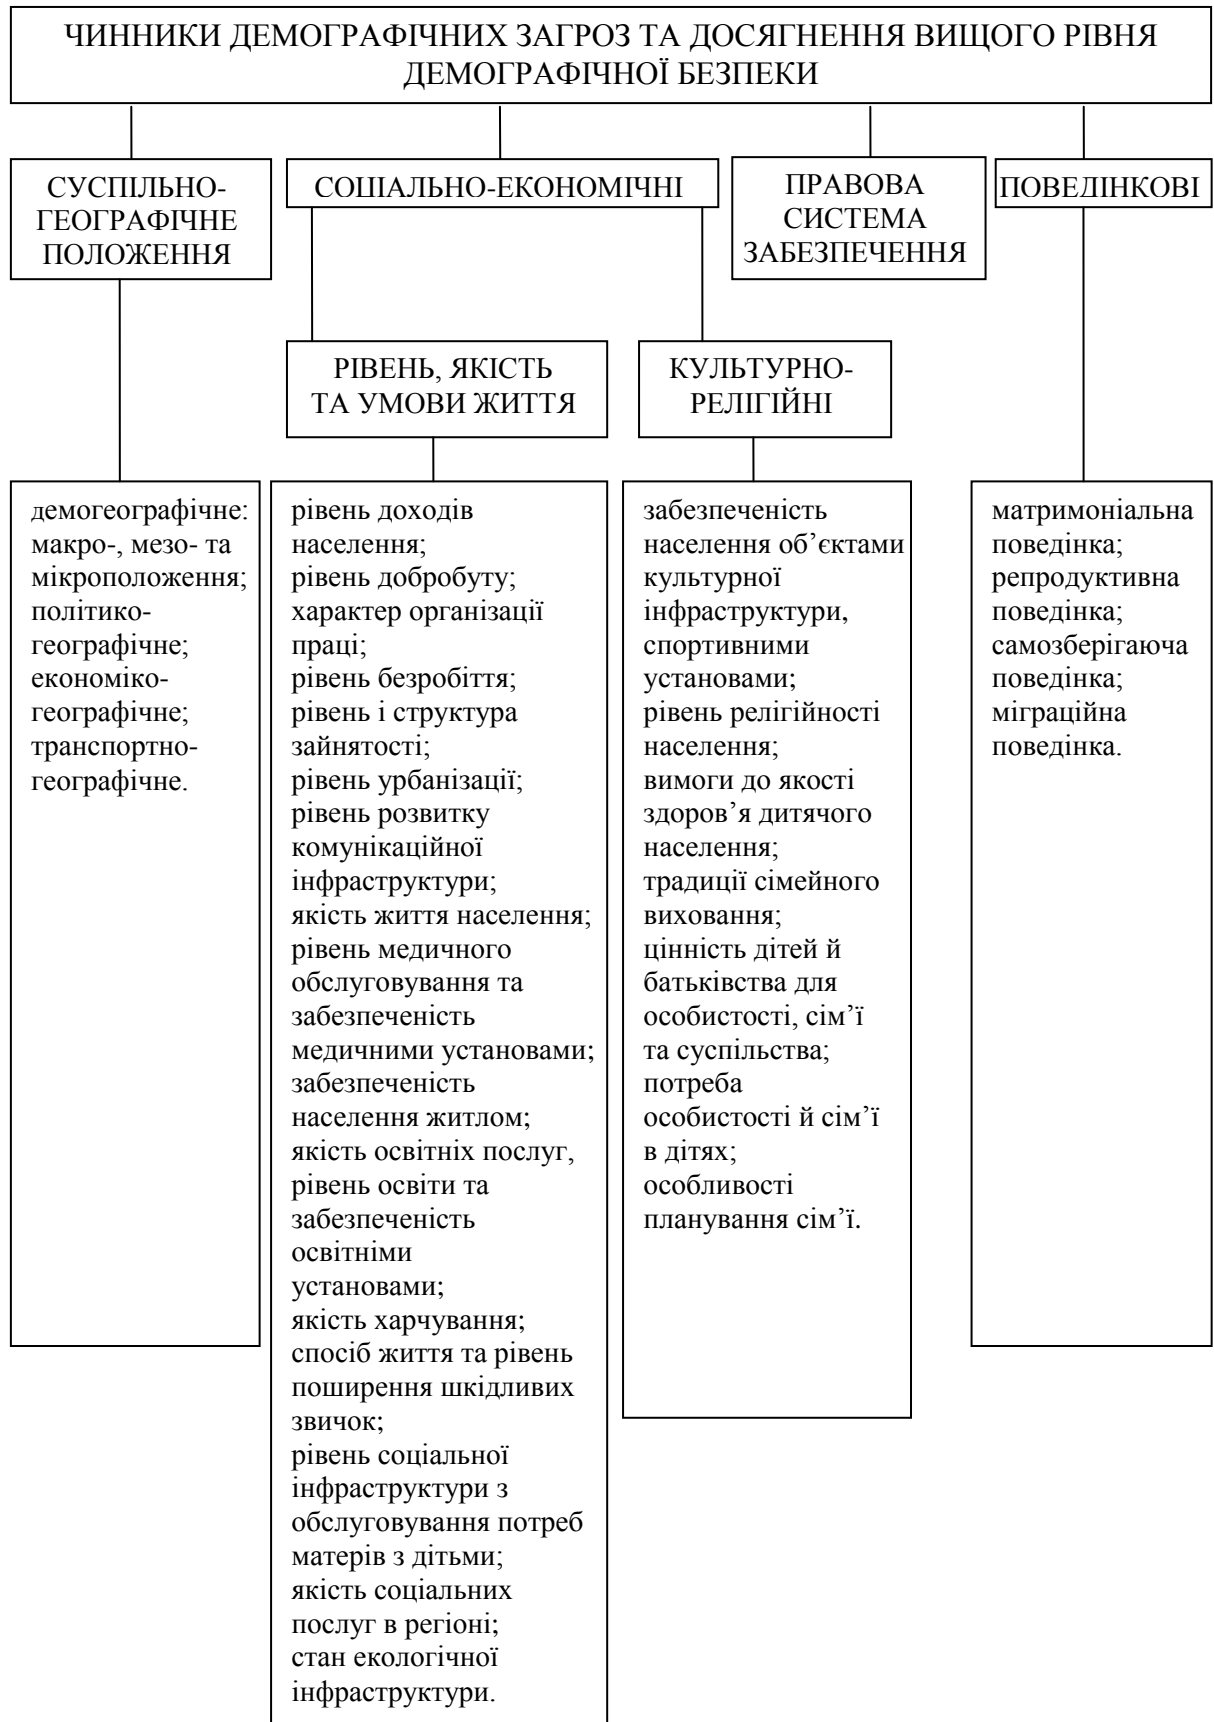 ЧИННИКИ ДЕМОГРАФІЧНИХ ЗАГРОЗ ТА ДОСЯГНЕННЯ ВИЩОГО РІВНЯ
ДЕМОГРАФІЧНОЇ БЕЗПЕКИ
СУСПІЛЬНО-
ГЕОГРАФІЧНЕ
ПОЛОЖЕННЯ
СОЦІАЛЬНО-ЕКОНОМІЧНІ
ПРАВОВА
СИСТЕМА
ЗАБЕЗПЕЧЕННЯ
ПОВЕДІНКОВІ
РІВЕНЬ, ЯКІСТЬ
ТА УМОВИ ЖИТТЯ
КУЛЬТУРНО-
РЕЛІГІЙНІ
демогеографічне:
макро-, мезо- та
мікроположення;
політико-
географічне;
економіко-
географічне;
транспортно-
географічне.
рівень доходів
населення;
рівень добробуту;
характер організації
праці;
рівень безробіття;
рівень і структура
зайнятості;
рівень урбанізації;
рівень розвитку
комунікаційної
інфраструктури;
якість життя населення;
рівень медичного
обслуговування та
забезпеченість
медичними установами;
забезпеченість
населення житлом;
якість освітніх послуг,
рівень освіти та
забезпеченість
освітніми
установами;
якість харчування;
спосіб життя та рівень
поширення шкідливих
звичок;
рівень соціальної
інфраструктури з
обслуговування потреб
матерів з дітьми;
якість соціальних
послуг в регіоні;
стан екологічної
інфраструктури.
забезпеченість
населення об’єктами
культурної
інфраструктури,
спортивними
установами;
рівень релігійності
населення;
вимоги до якості
здоров’я дитячого
населення;
традиції сімейного
виховання;
цінність дітей й
батьківства для
особистості, сім’ї
та суспільства;
потреба
особистості й сім’ї
в дітях;
особливості
планування сім’ї.
матримоніальна
поведінка;
репродуктивна
поведінка;
самозберігаюча
поведінка;
міграційна
поведінка.